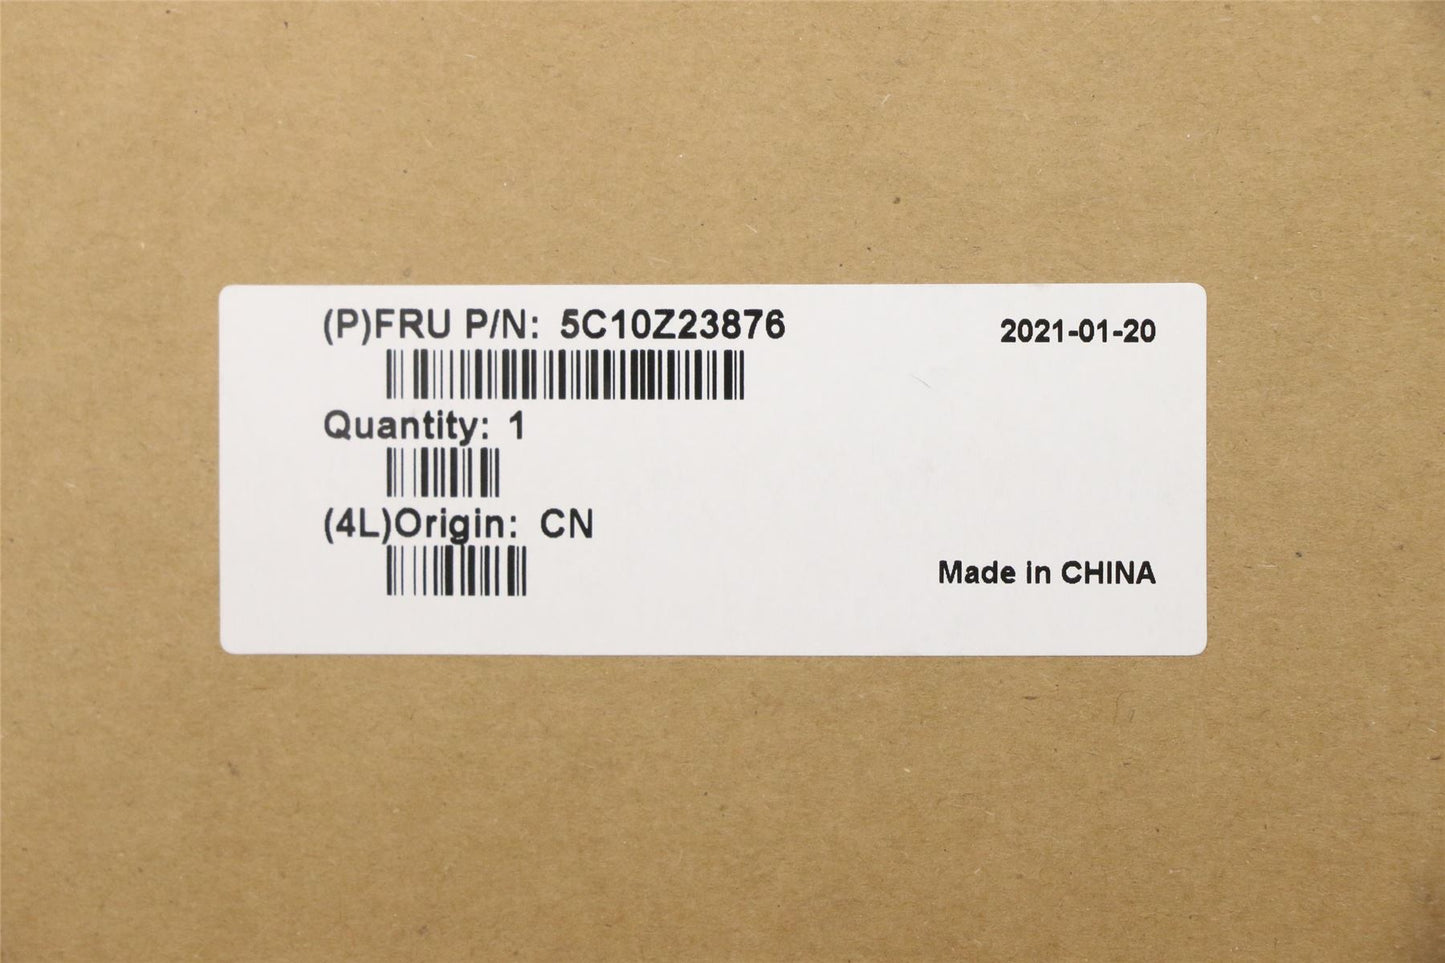 (P)FRU P/N: 5C10Z23876
2021-01-20
Quantity: 1
(4L)Origin: CN
Made in CHINA